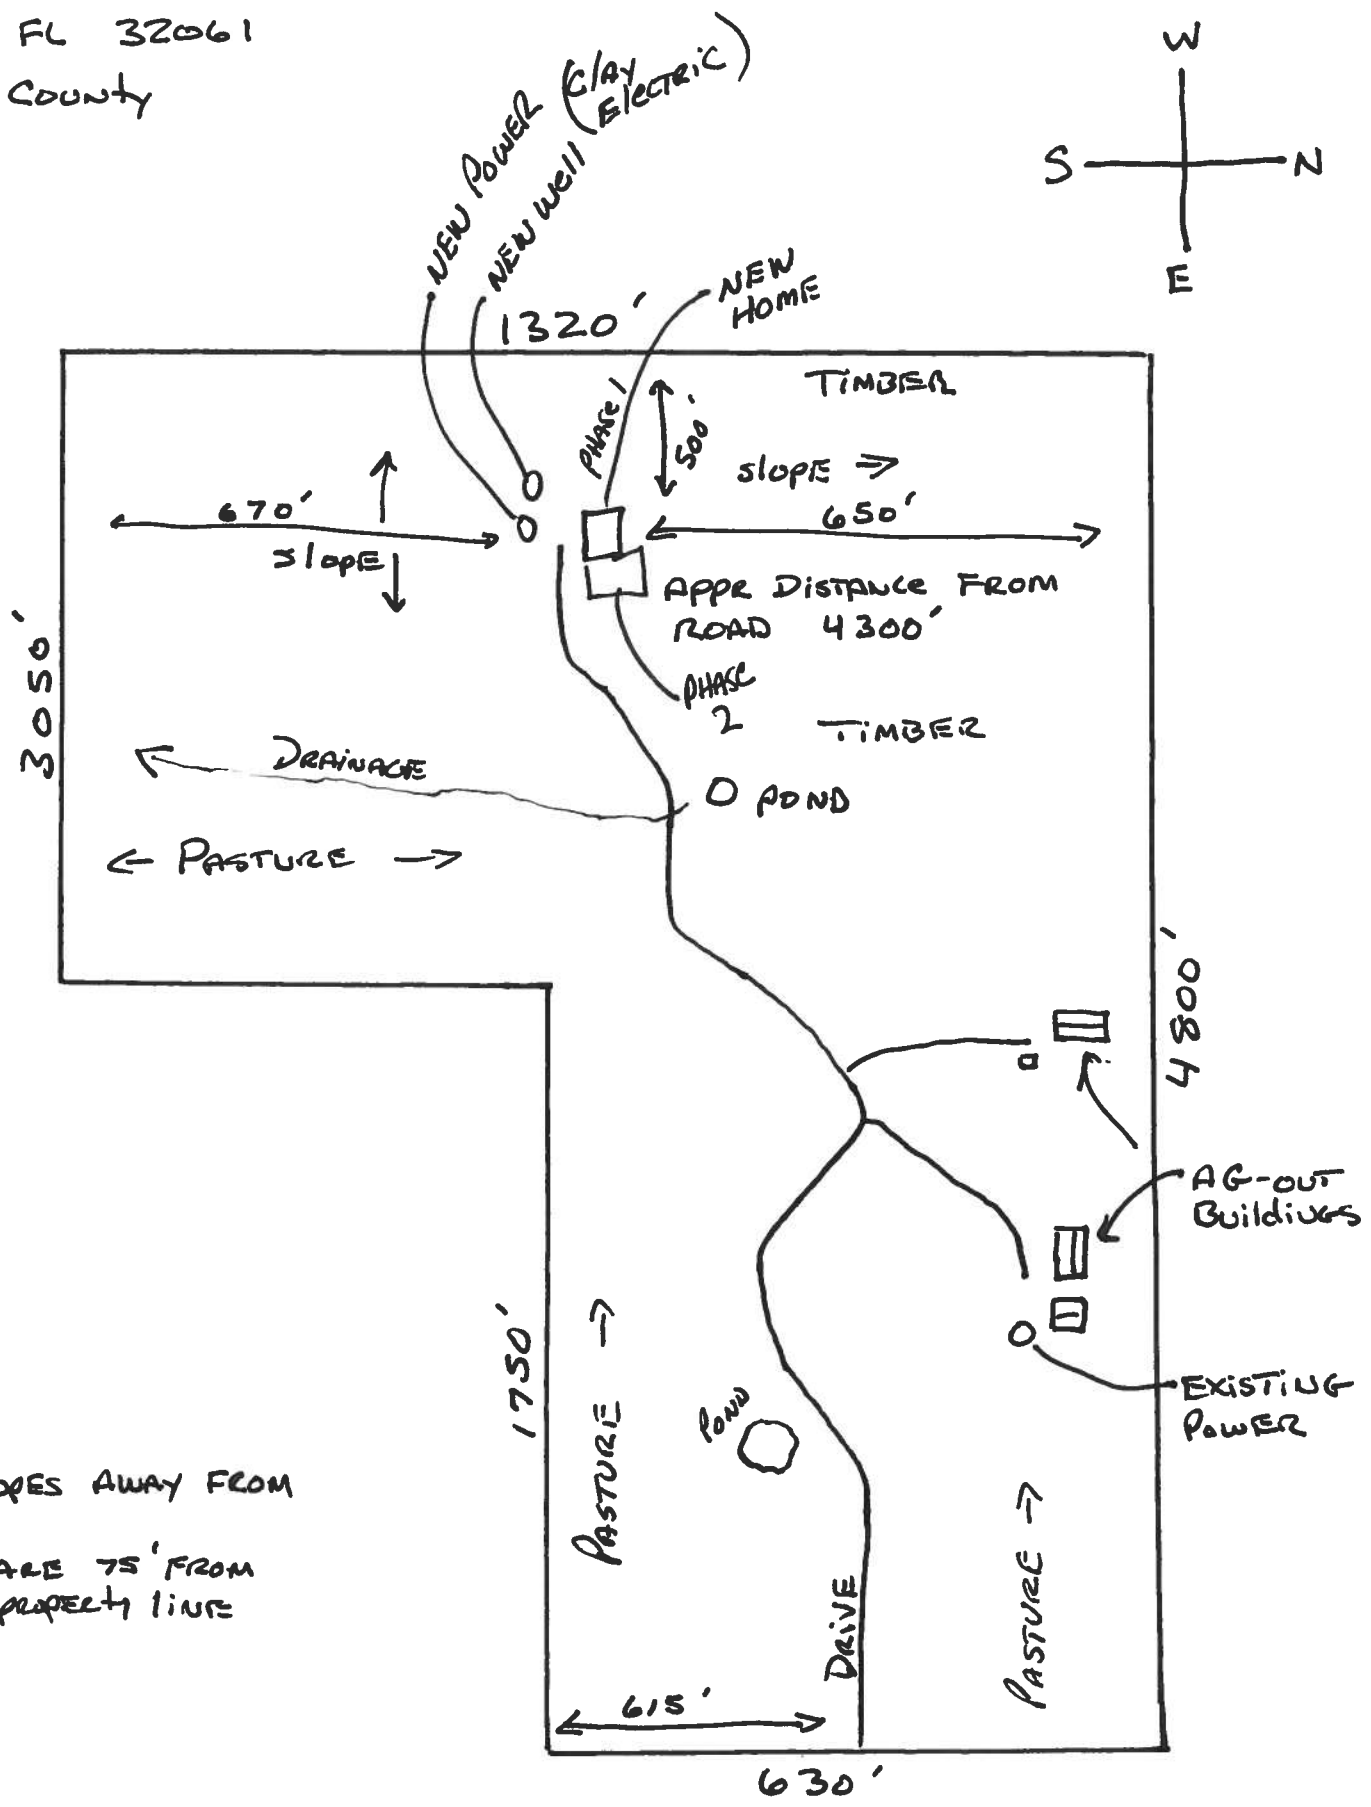 FL 32061
County
W
S
N
E
NEW POWER (Clay
Electric)
NEW Well
NEW
HOME
1320'
TIMBER
PHASE 1
500'
slope →
670'
650'
slope
APPR DISTANCE FROM
ROAD 4300'
3050'
PHASE
2
TIMBER
DRAINAGE
POND
← PASTURE →
4800'
AG-OUT
Buildings
1750'
PASTURE →
EXISTING
POWER
POND
AWAY FROM
PASTURE →
ARE 75' FROM
property line
DRIVE
615'
630'